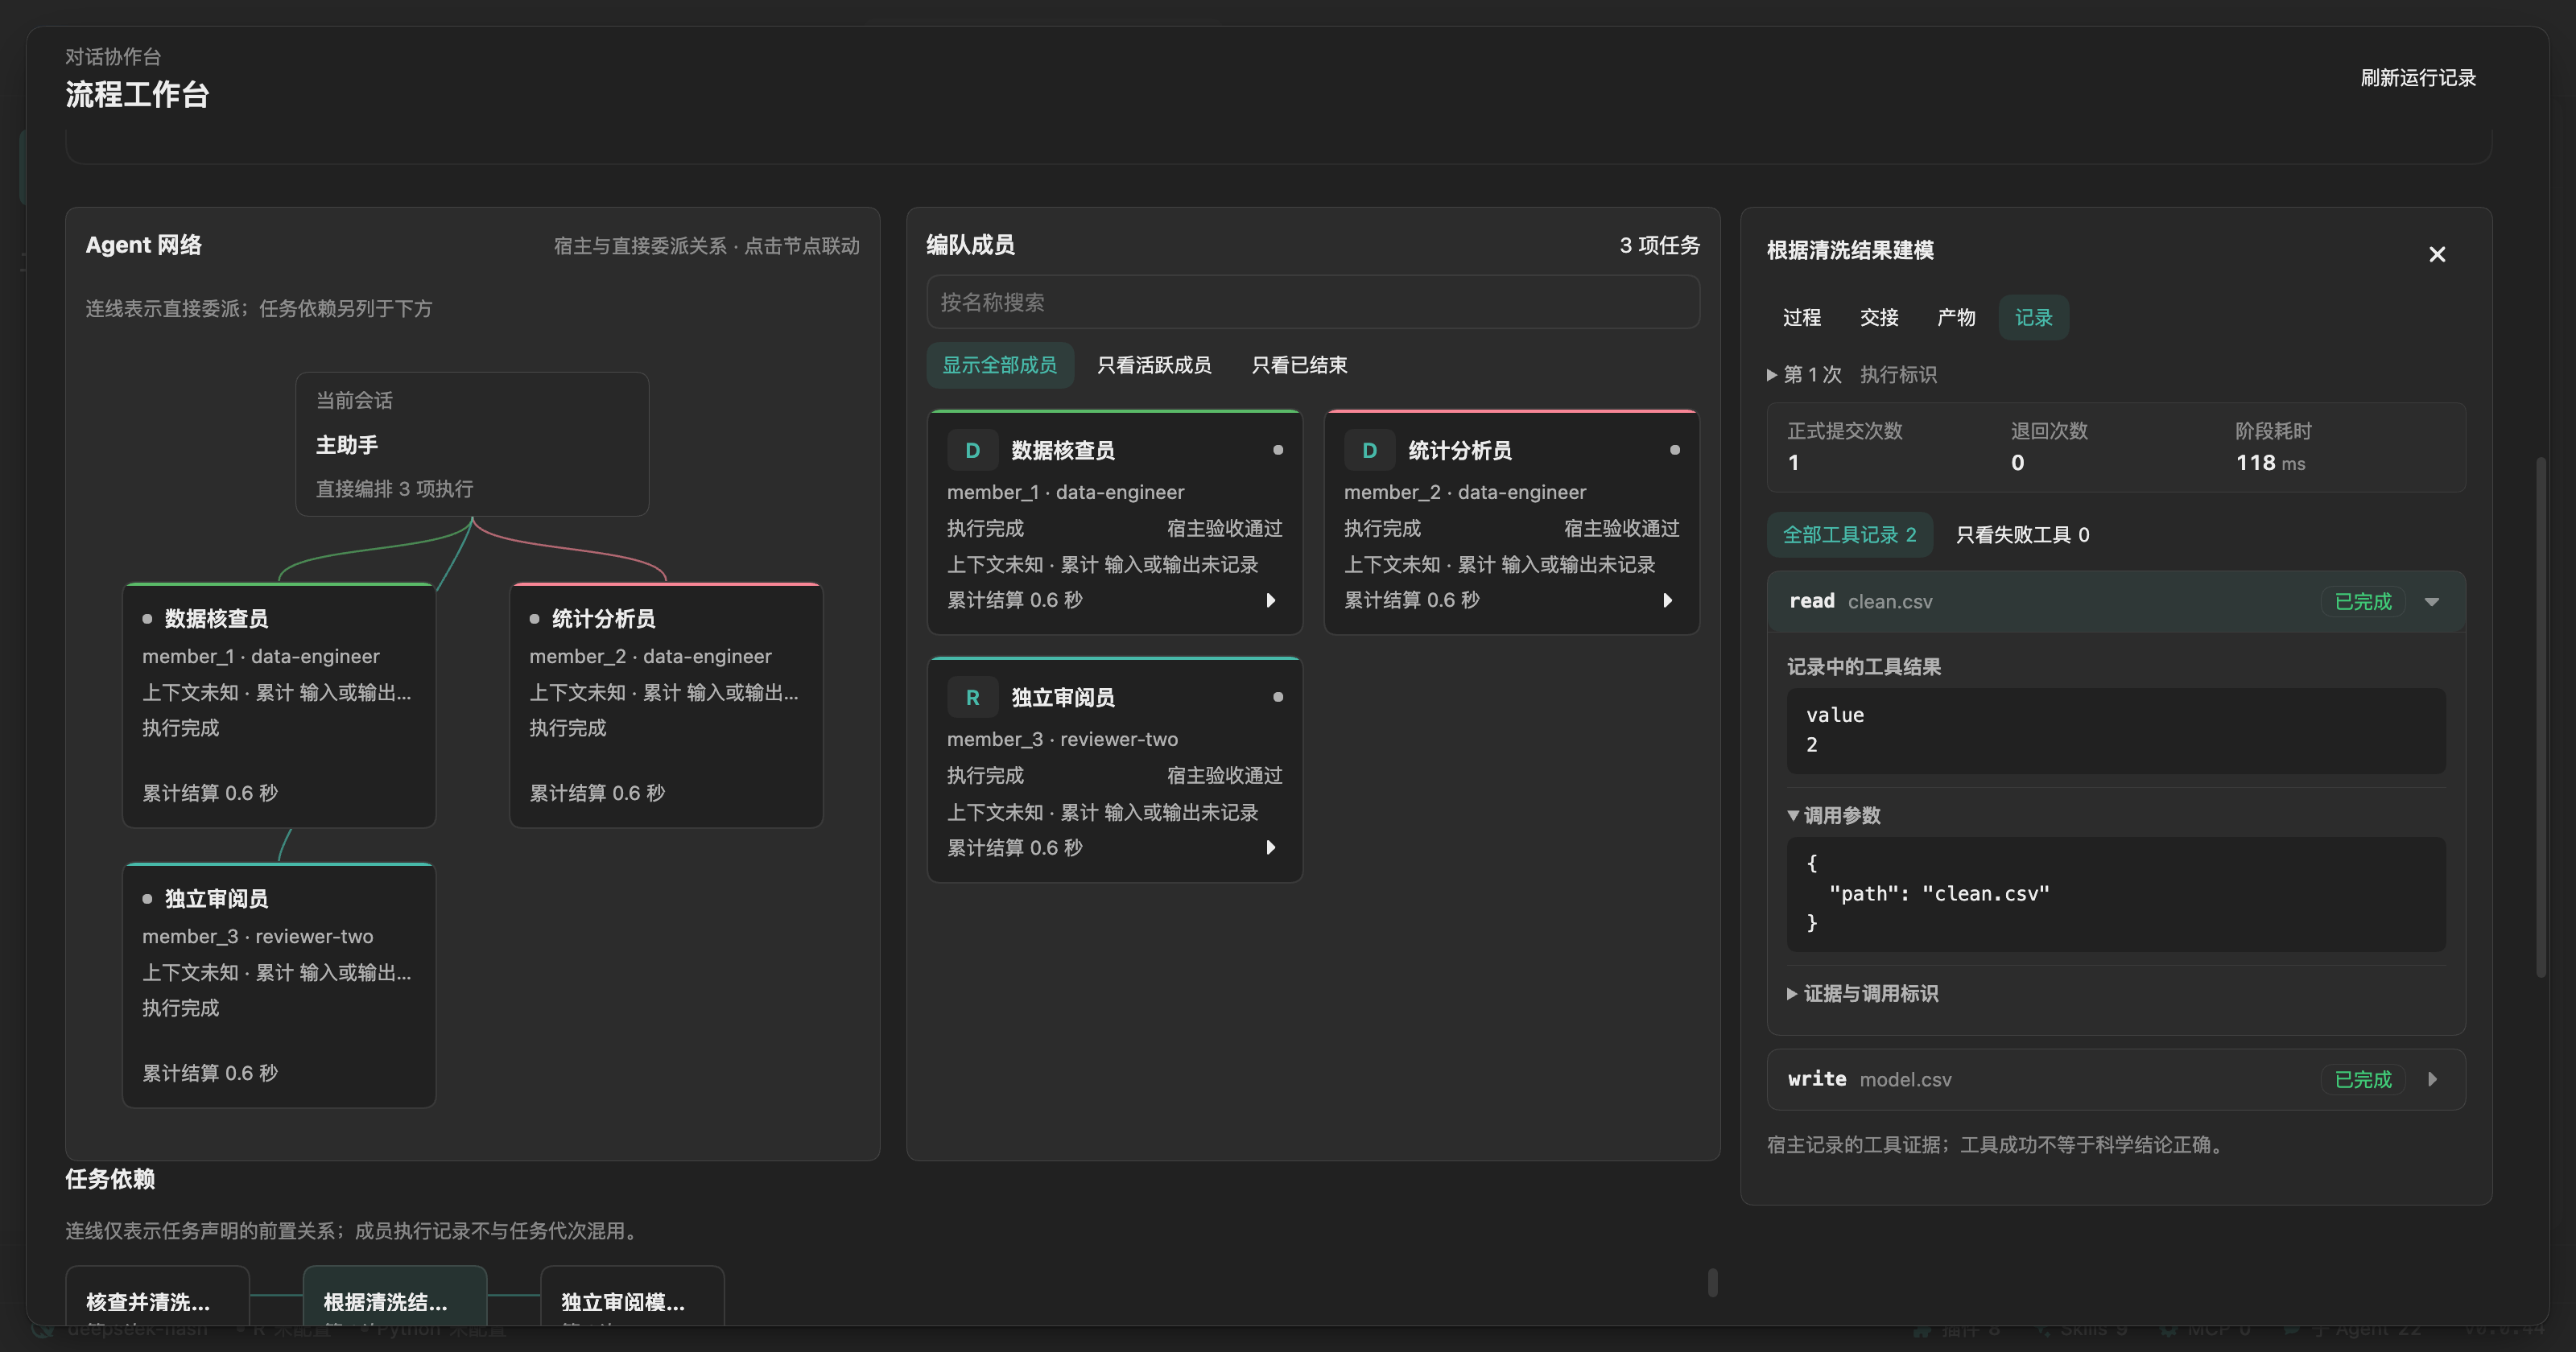 对话协作台
流程工作台
刷新运行记录
Agent 网络
宿主与直接委派关系 · 点击节点联动
连线表示直接委派；任务依赖另列于下方
当前会话
主助手
直接编排 3 项执行
数据核查员
member_1 · data-engineer
上下文未知 · 累计 输入或输出...
执行完成
累计结算 0.6 秒
统计分析员
member_2 · data-engineer
上下文未知 · 累计 输入或输出...
执行完成
累计结算 0.6 秒
独立审阅员
member_3 · reviewer-two
上下文未知 · 累计 输入或输出...
执行完成
累计结算 0.6 秒
编队成员
3 项任务
按名称搜索
显示全部成员 只看活跃成员 只看已结束
D 数据核查员
member_1 · data-engineer
执行完成 宿主验收通过
上下文未知 · 累计 输入或输出未记录
累计结算 0.6 秒
D 统计分析员
member_2 · data-engineer
执行完成 宿主验收通过
上下文未知 · 累计 输入或输出未记录
累计结算 0.6 秒
R 独立审阅员
member_3 · reviewer-two
执行完成 宿主验收通过
上下文未知 · 累计 输入或输出未记录
累计结算 0.6 秒
根据清洗结果建模
过程 交接 产物 记录
第 1 次 执行标识
正式提交次数 退回次数 阶段耗时
1 0 118 ms
全部工具记录 2 只看失败工具 0
read clean.csv 已完成
记录中的工具结果
value
2
调用参数
{
"path": "clean.csv"
}
证据与调用标识
write model.csv 已完成
宿主记录的工具证据；工具成功不等于科学结论正确。
任务依赖
连线仅表示任务声明的前置关系；成员执行记录不与任务代次混用。
核查并清洗...
根据清洗结...
独立审阅模...